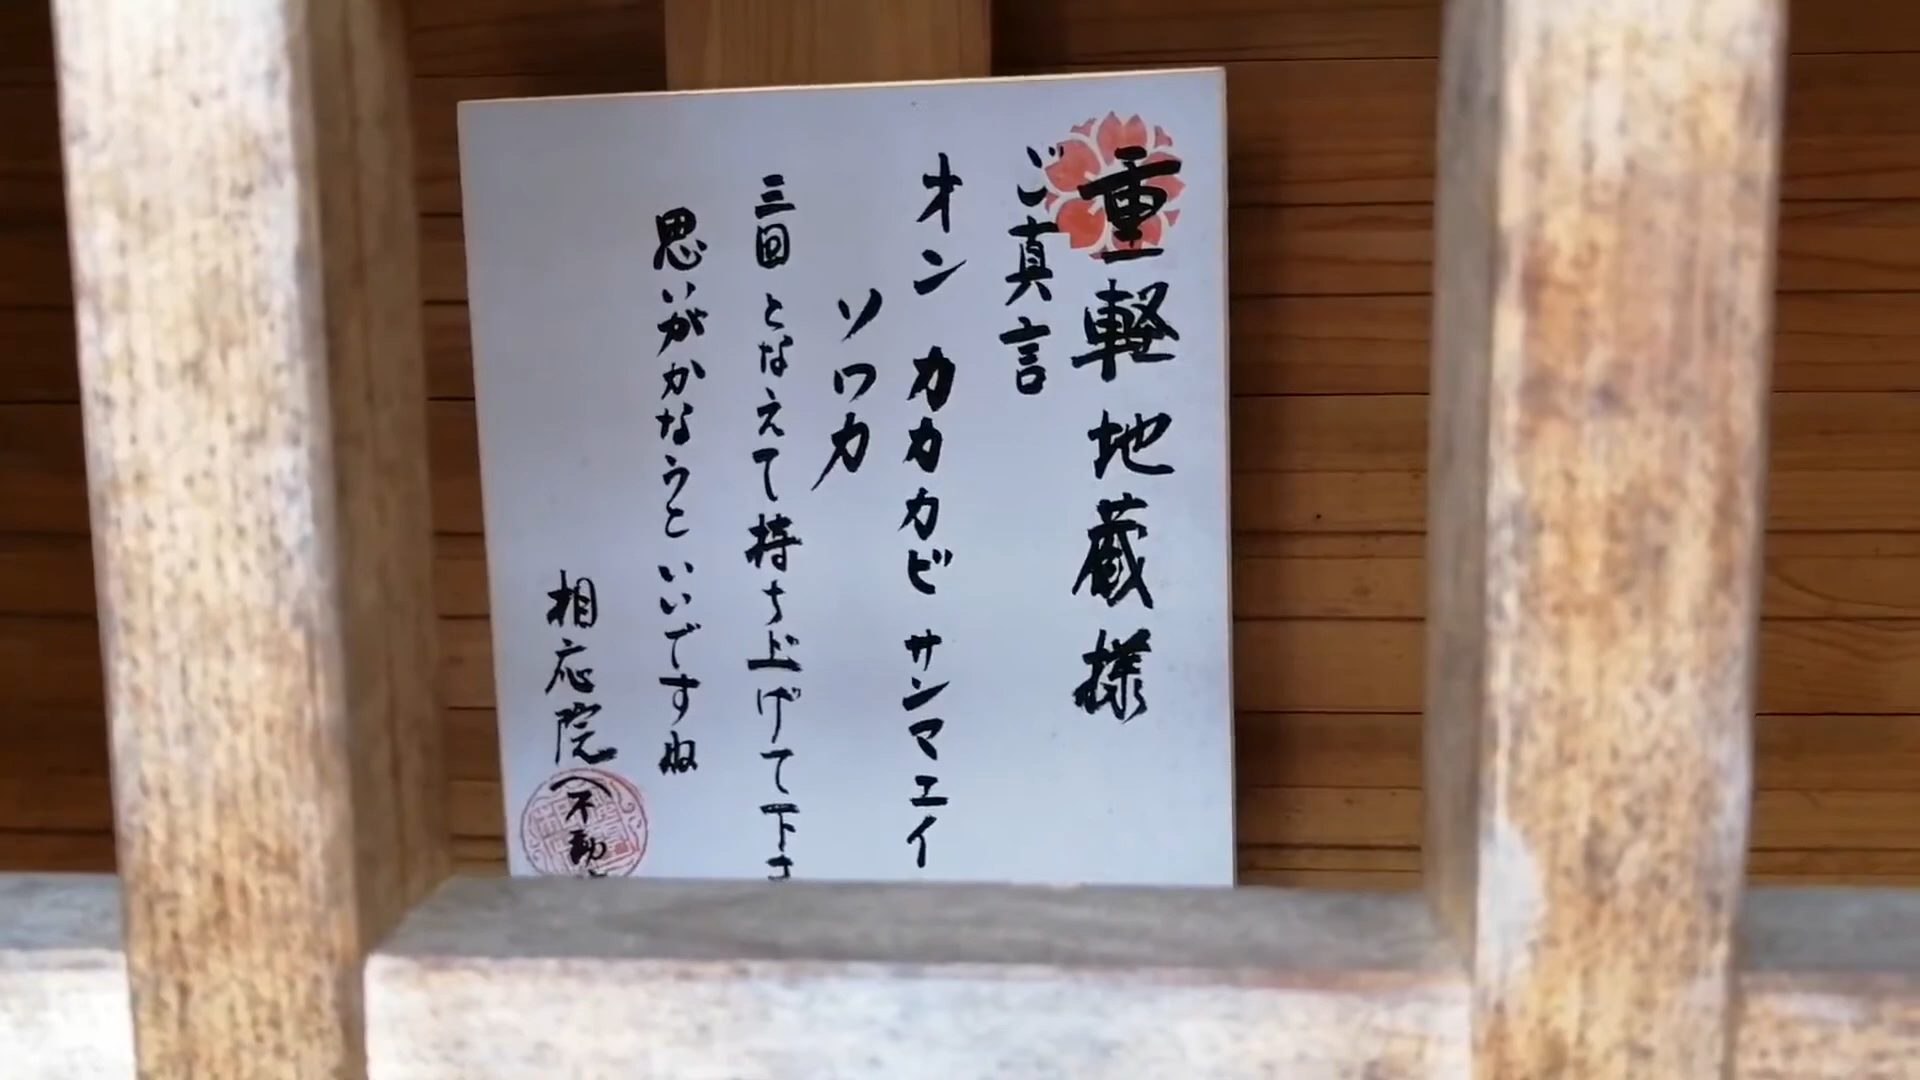 重軽地蔵様
ご真言
オン カカカビ サンマエイ
ソワカ
三回 となえて持ち上げて下さ
思いがかなうといいですね
相応院(不動